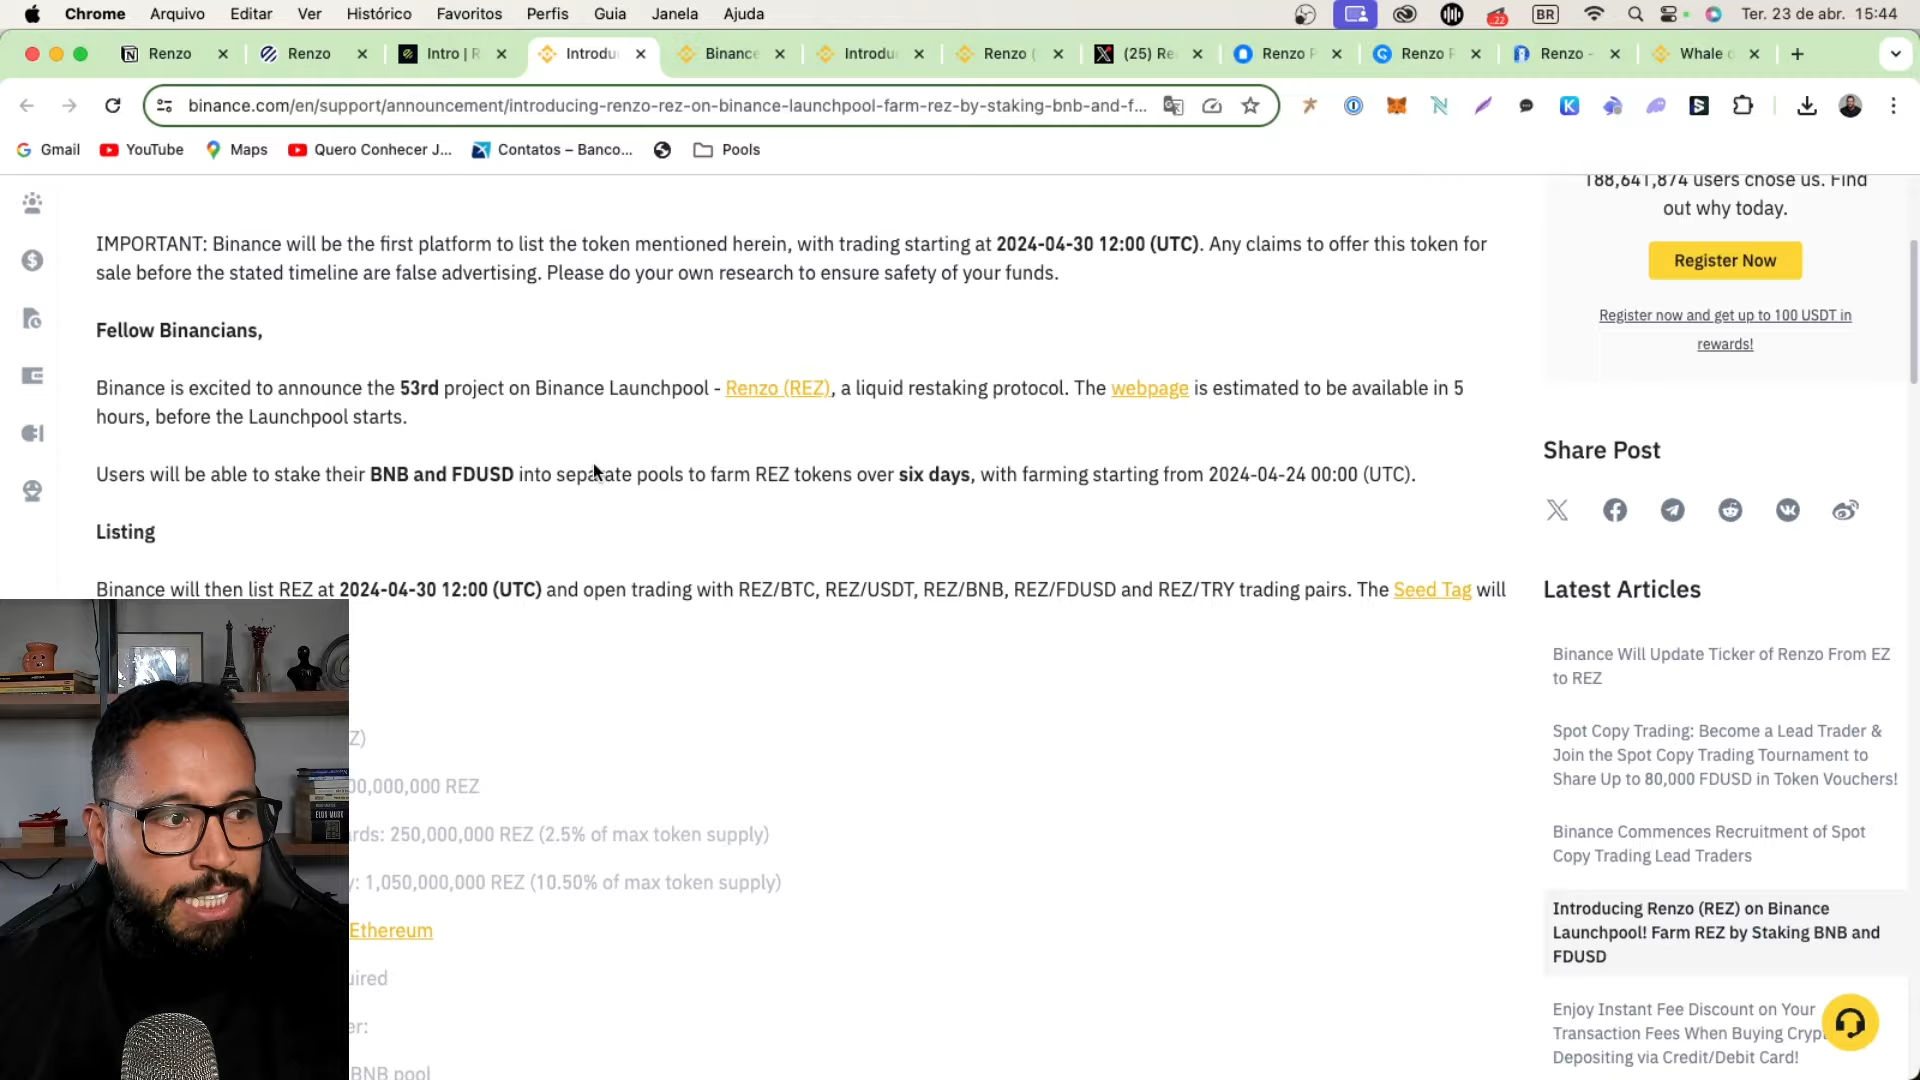 Chrome Arquivo Editar Ver Histórico Favoritos Perfis Guia Janela Ajuda 22 BR Ter. 23 de abr. 15:44
Renzo Renzo Intro | R Introdu Binance Introdu Renzo ( (25) Re Renzo P Renzo F Renzo - Whale
binance.com/en/support/announcement/introducing-renzo-rez-on-binance-launchpool-farm-rez-by-staking-bnb-and-f...
Gmail YouTube Maps Quero Conhecer J... Contatos – Banco... Pools
IMPORTANT: Binance will be the first platform to list the token mentioned herein, with trading starting at 2024-04-30 12:00 (UTC). Any claims to offer this token for
sale before the stated timeline are false advertising. Please do your own research to ensure safety of your funds.
Fellow Binancians,
Binance is excited to announce the 53rd project on Binance Launchpool - Renzo (REZ), a liquid restaking protocol. The webpage is estimated to be available in 5
hours, before the Launchpool starts.
Users will be able to stake their BNB and FDUSD into separate pools to farm REZ tokens over six days, with farming starting from 2024-04-24 00:00 (UTC).
Listing
Binance will then list REZ at 2024-04-30 12:00 (UTC) and open trading with REZ/BTC, REZ/USDT, REZ/BNB, REZ/FDUSD and REZ/TRY trading pairs. The Seed Tag will
Z)
00,000,000 REZ
rds: 250,000,000 REZ (2.5% of max token supply)
y: 1,050,000,000 REZ (10.50% of max token supply)
Ethereum
uired
er:
BNB pool
188,641,874 users chose us. Find
out why today.
Register Now
Register now and get up to 100 USDT in
rewards!
Share Post
Latest Articles
Binance Will Update Ticker of Renzo From EZ
to REZ
Spot Copy Trading: Become a Lead Trader &
Join the Spot Copy Trading Tournament to
Share Up to 80,000 FDUSD in Token Vouchers!
Binance Commences Recruitment of Spot
Copy Trading Lead Traders
Introducing Renzo (REZ) on Binance
Launchpool! Farm REZ by Staking BNB and
FDUSD
Enjoy Instant Fee Discount on Your
Transaction Fees When Buying Cryp
Depositing via Credit/Debit Card!
ELON MUSK